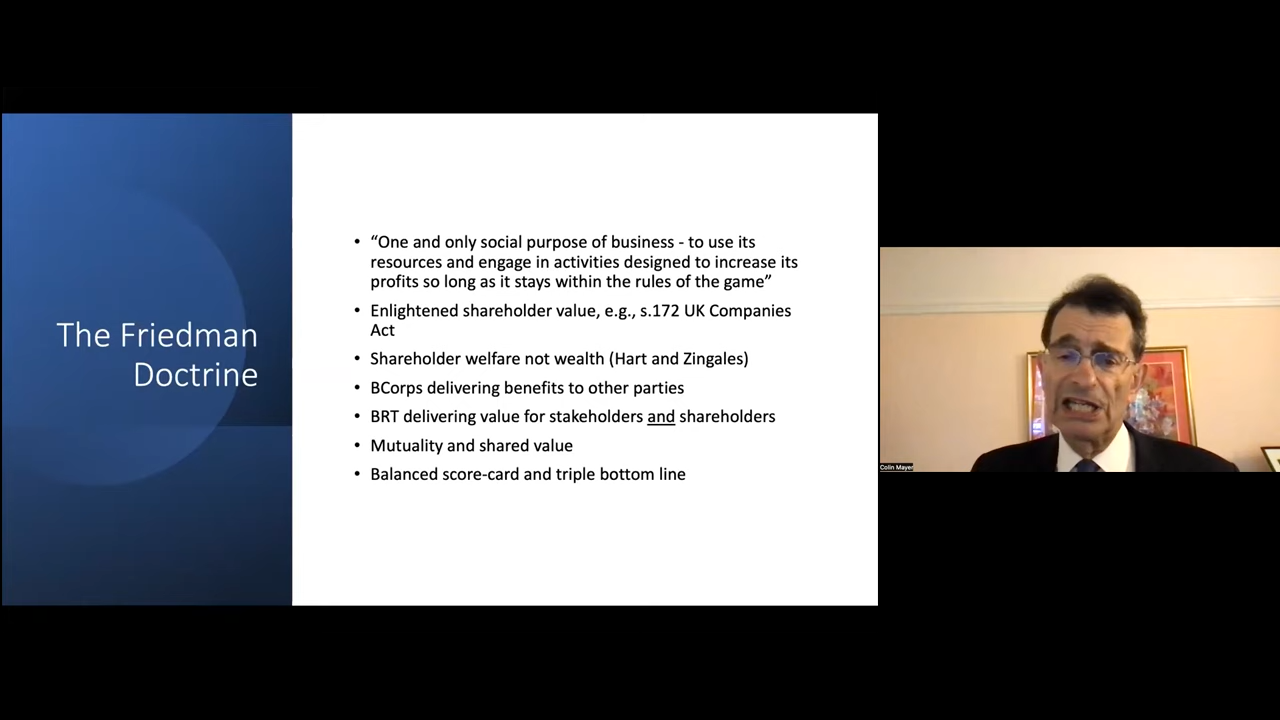 The Friedman
Doctrine
• “One and only social purpose of business - to use its
resources and engage in activities designed to increase its
profits so long as it stays within the rules of the game”
• Enlightened shareholder value, e.g., s.172 UK Companies
Act
• Shareholder welfare not wealth (Hart and Zingales)
• BCorps delivering benefits to other parties
• BRT delivering value for stakeholders and shareholders
• Mutuality and shared value
• Balanced score-card and triple bottom line
Colin Mayer